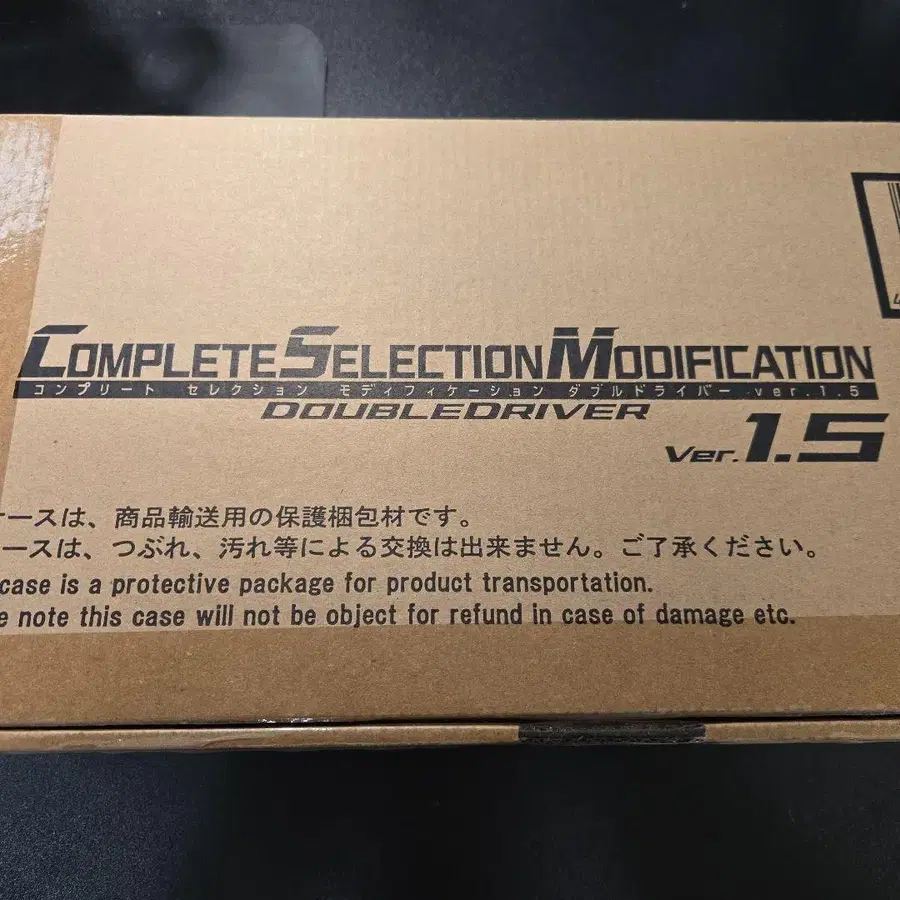 COMPLETE SELECTION MODIFICATION
コンプリート セレクション モディフィケーション ダブルドライバー ver.1.5
DOUBLEDRIVER
Ver.1.5
ースは、商品輸送用の保護梱包材です。
ースは、つぶれ、汚れ等による交換は出来ません。ご了承ください。
case is a protective package for product transportation.
note this case will not be object for refund in case of damage etc.